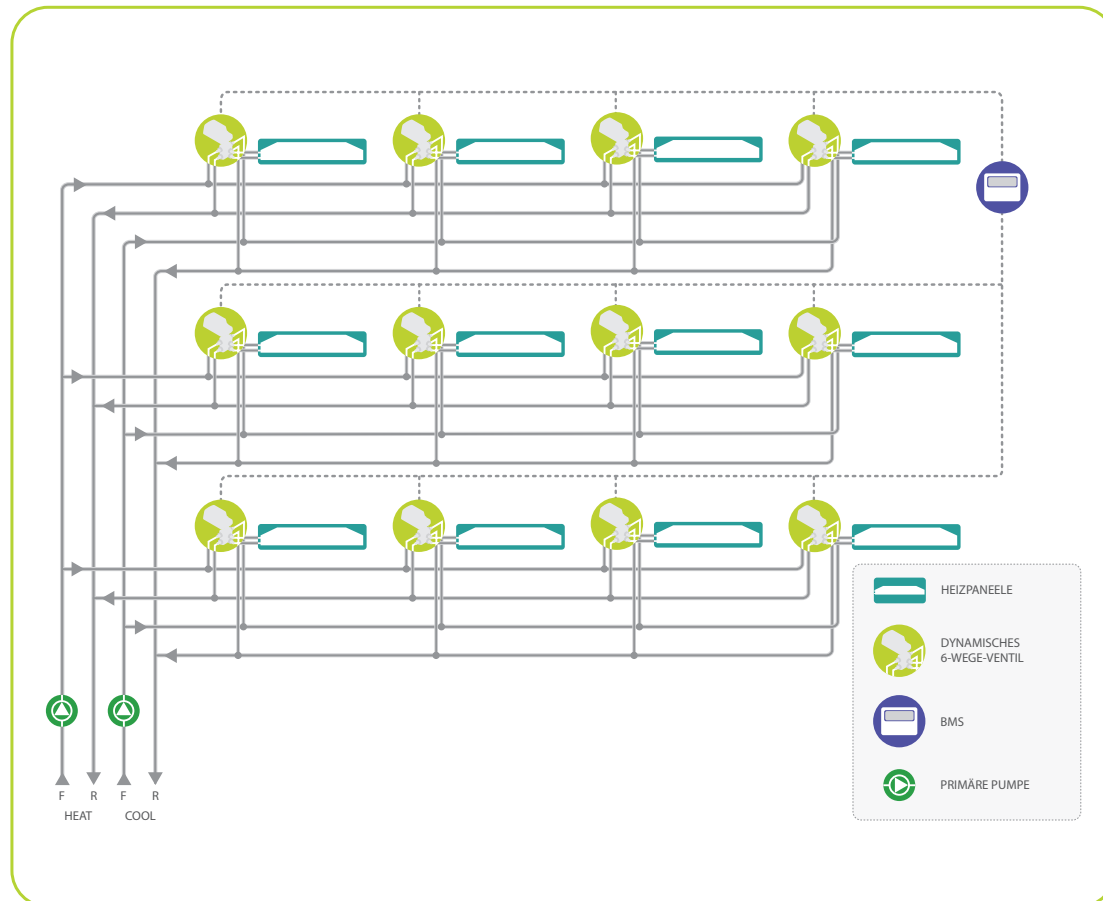 HEIZPANEELE
DYNAMISCHES
6-WEGE-VENTIL
BMS
PRIMÄRE PUMPE
F R F R
HEAT COOL